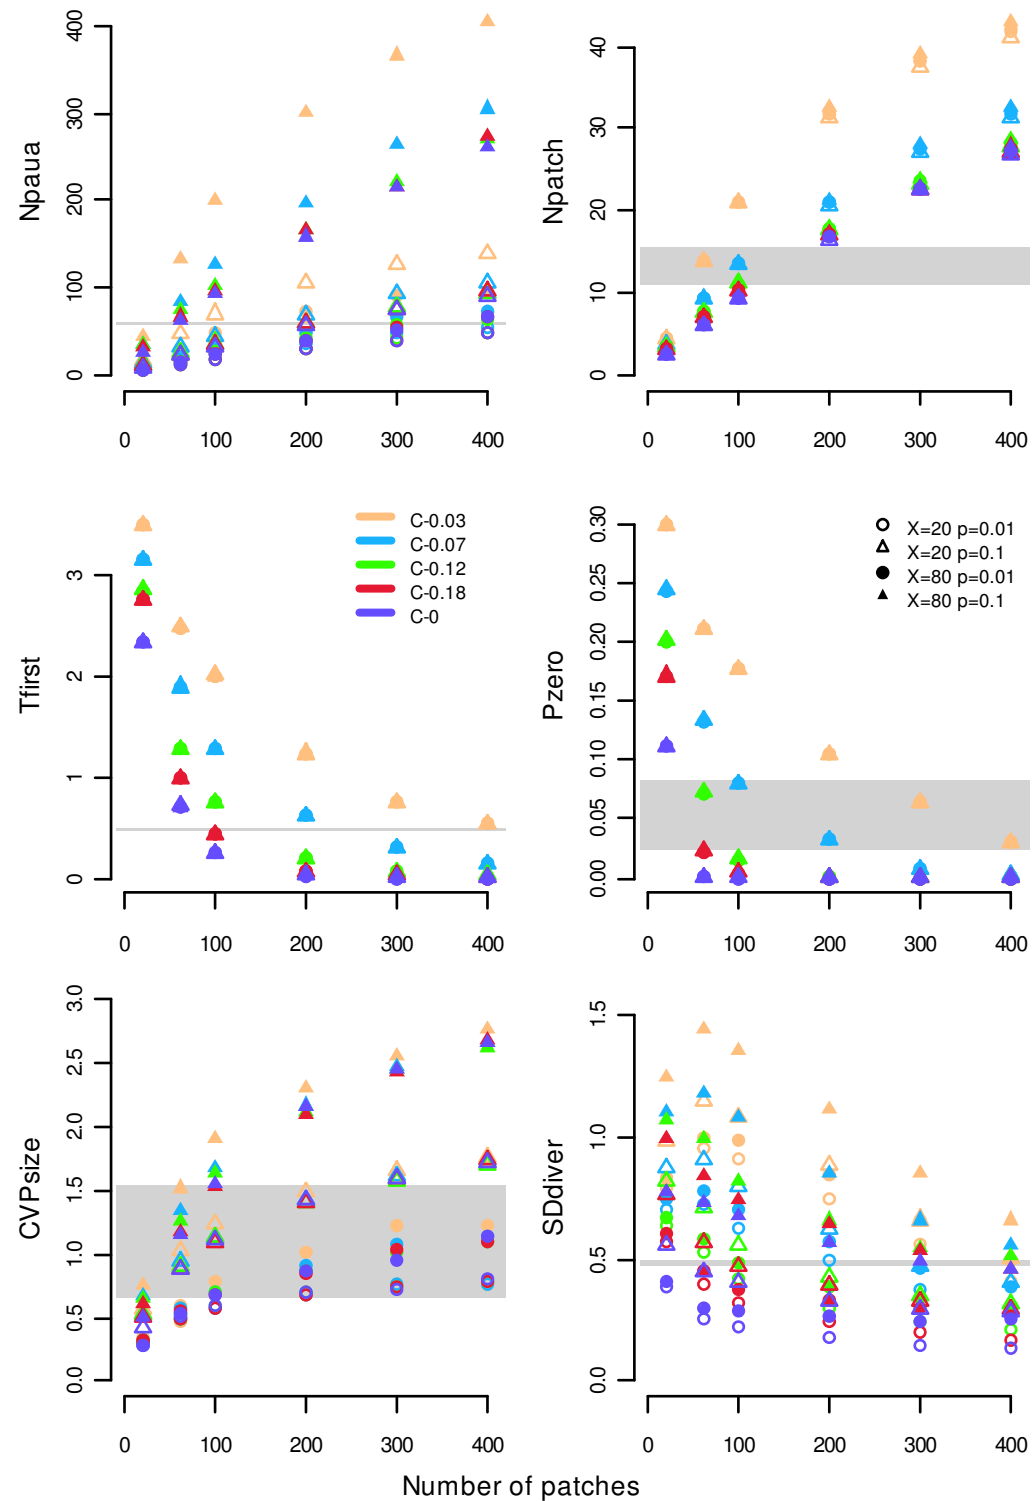 Npaua
0 100 200 300 400
0 100 200 300 400
Npatch
0 10 20 30 40
0 100 200 300 400
Tfirst
0 1 2 3
C-0.03
C-0.07
C-0.12
C-0.18
C-0
0 100 200 300 400
Pzero
0.00 0.05 0.10 0.15 0.20 0.25 0.30
X=20 p=0.01
X=20 p=0.1
X=80 p=0.01
X=80 p=0.1
0 100 200 300 400
CVPsize
0.0 0.5 1.0 1.5 2.0 2.5 3.0
0 100 200 300 400
SDdiver
0.0 0.5 1.0 1.5
0 100 200 300 400
Number of patches